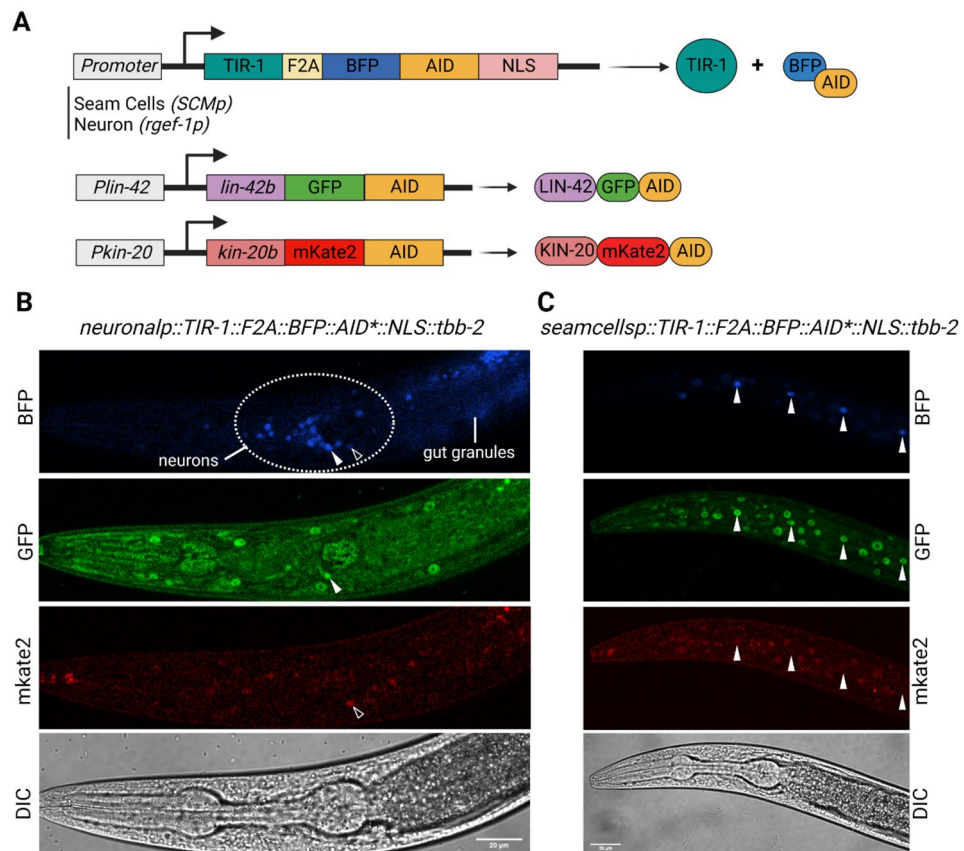 A
Promoter TIR-1 F2A BFP AID NLS TIR-1 + BFP AID
Seam Cells (SCMp)
Neuron (rgef-1p)
Plin-42 lin-42b GFP AID LIN-42 GFP AID
Pkin-20 kin-20b mKate2 AID KIN-20 mKate2 AID
B
neuronalp::TIR-1::F2A::BFP::AID*::NLS::tbb-2
BFP
neurons
gut granules
GFP
mkate2
DIC
20 μm
C
seamcellsp::TIR-1::F2A::BFP::AID*::NLS::tbb-2
BFP
GFP
mkate2
DIC
20 μm